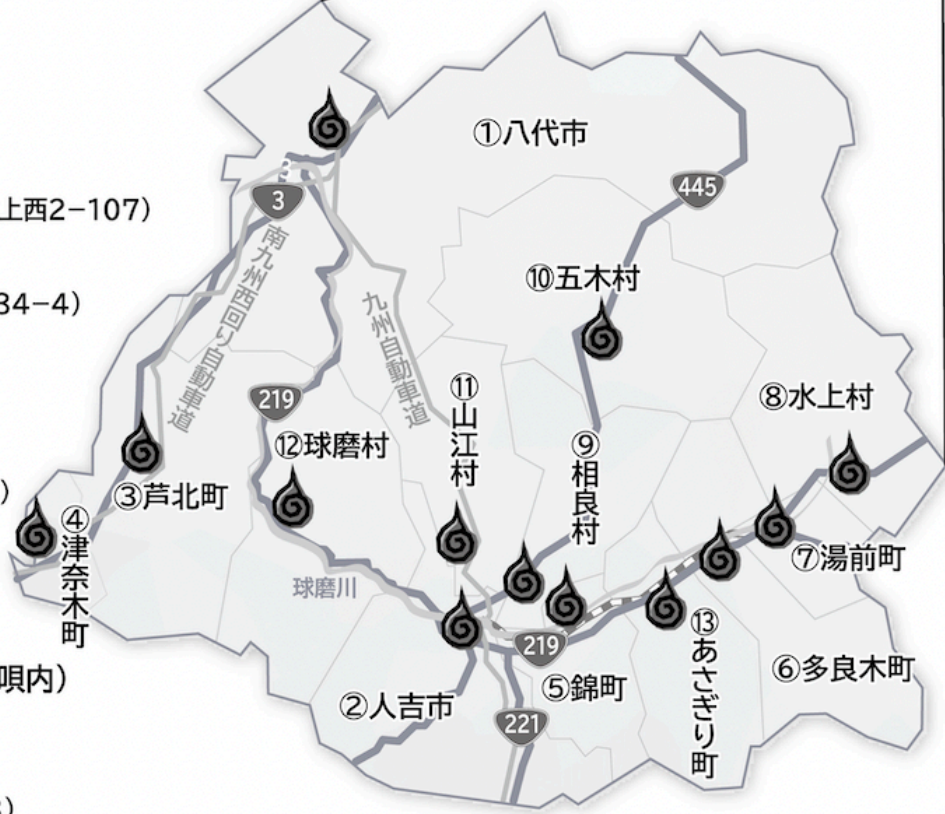 ①八代市
上西2-107)
3
445
南九州西回り自動車道
⑩五木村
34-4)
九州自動車道
219
⑪山江村
⑧水上村
⑫球磨村
⑨相良村
)
③芦北町
④津奈木町
⑦湯前町
球磨川
219
⑬あさぎり町
唄内)
⑤錦町
⑥多良木町
②人吉市
221
)